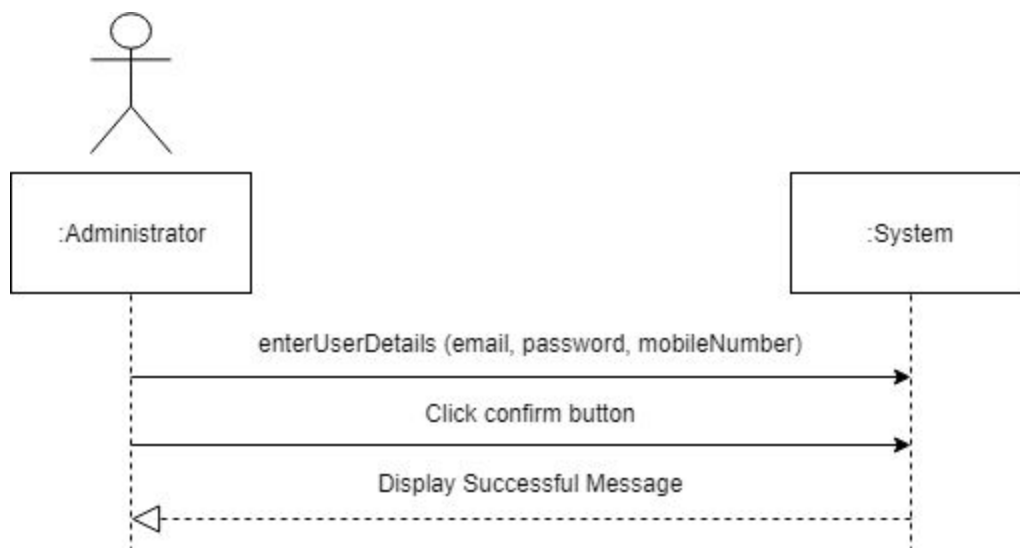 :Administrator
:System
enterUserDetails (email, password, mobileNumber)
Click confirm button
Display Successful Message